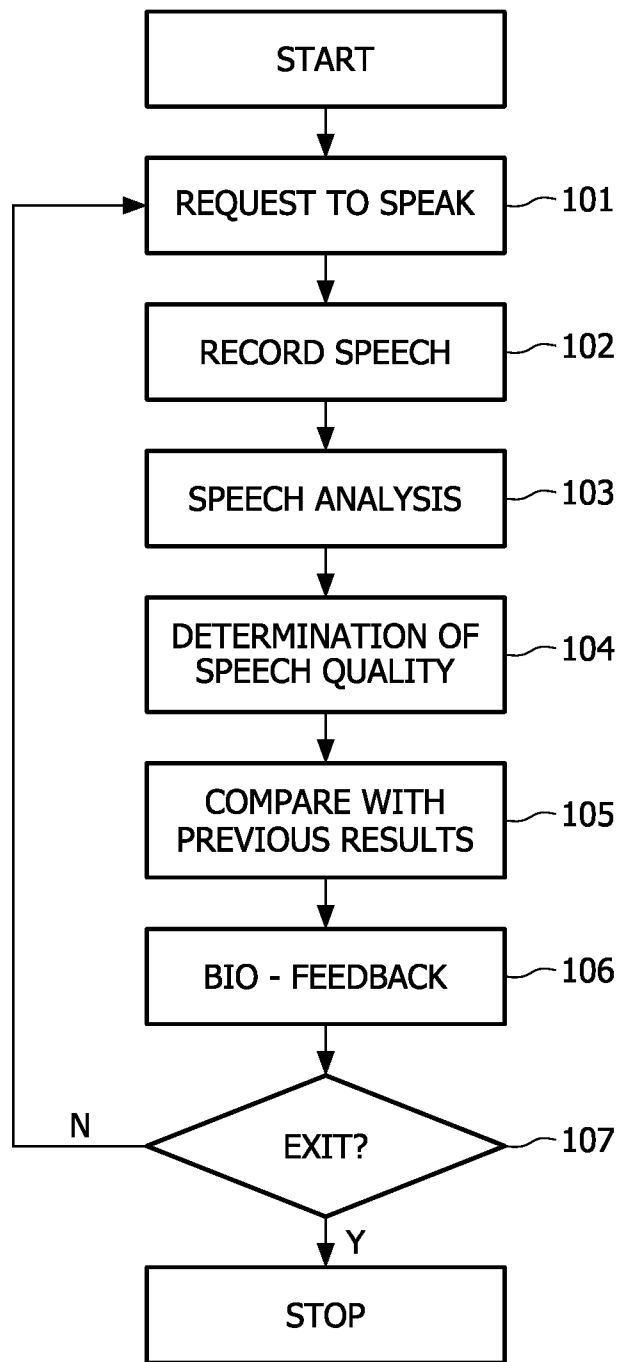 START
REQUEST TO SPEAK 101
RECORD SPEECH 102
SPEECH ANALYSIS 103
DETERMINATION OF
SPEECH QUALITY 104
COMPARE WITH
PREVIOUS RESULTS 105
BIO - FEEDBACK 106
N
EXIT? 107
Y
STOP